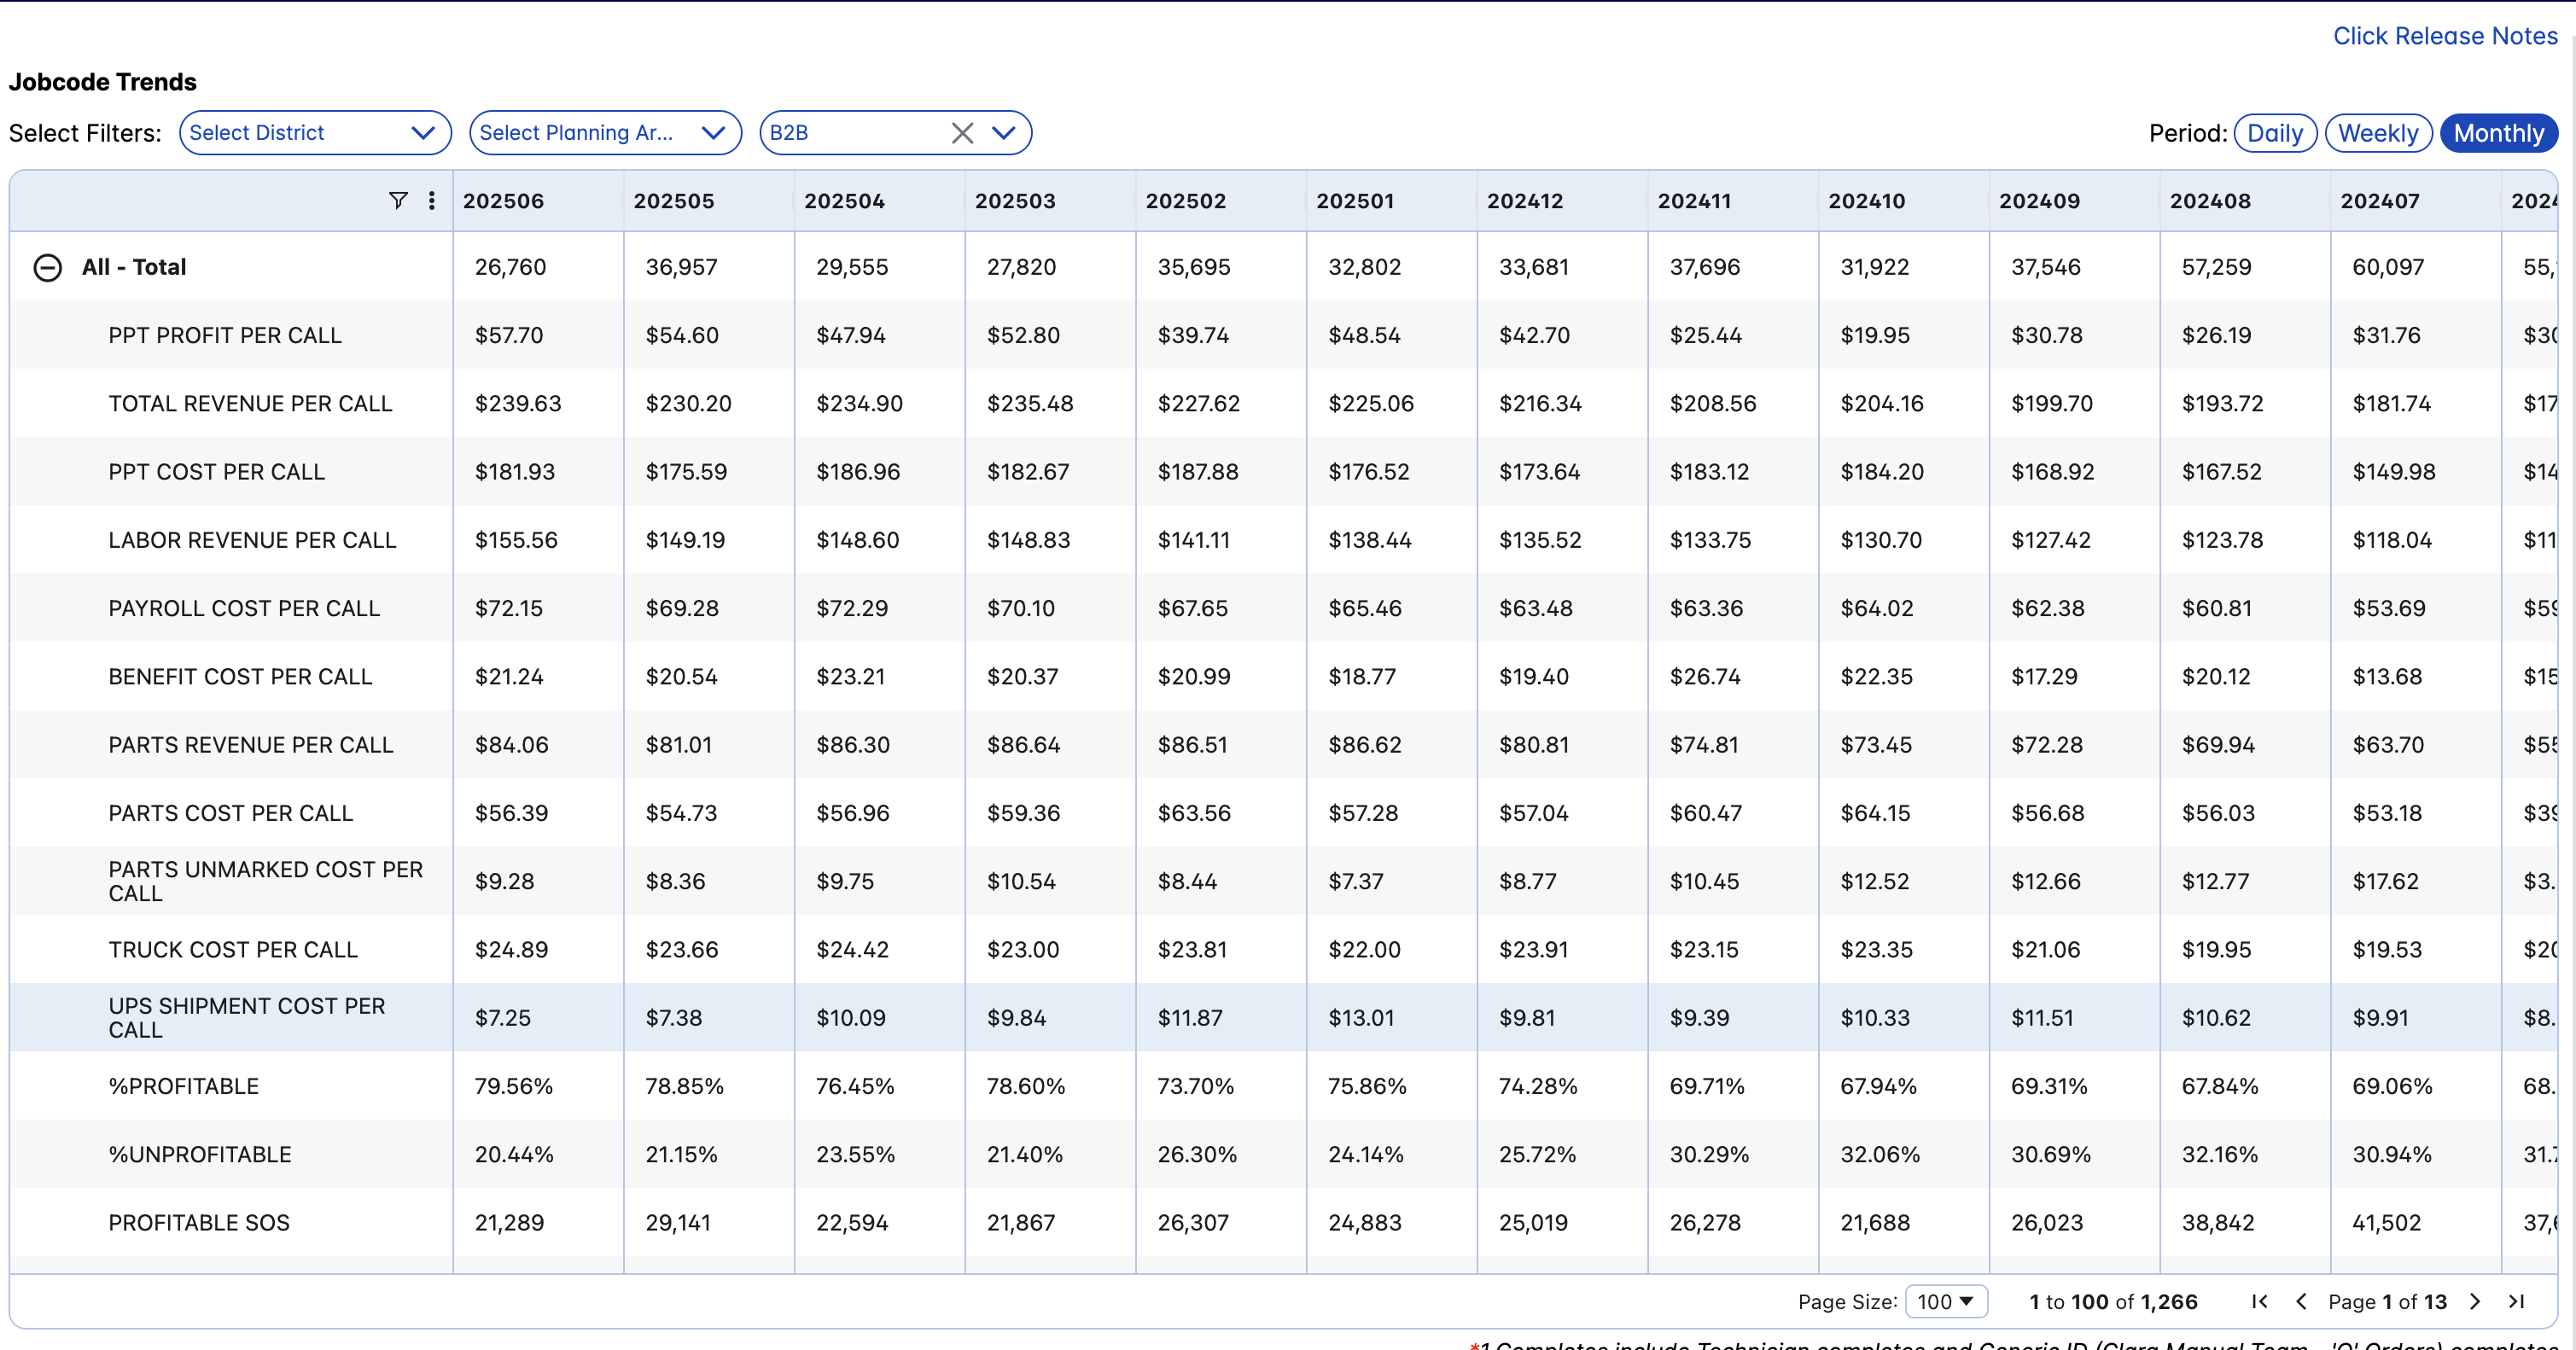 Click Release Notes
Jobcode Trends
Select Filters: Select District Select Planning Ar... B2B Period: Daily Weekly Monthly
202506 202505 202504 202503 202502 202501 202412 202411 202410 202409 202408 202407 2024
All - Total 26,760 36,957 29,555 27,820 35,695 32,802 33,681 37,696 31,922 37,546 57,259 60,097 55,
PPT PROFIT PER CALL $57.70 $54.60 $47.94 $52.80 $39.74 $48.54 $42.70 $25.44 $19.95 $30.78 $26.19 $31.76 $30
TOTAL REVENUE PER CALL $239.63 $230.20 $234.90 $235.48 $227.62 $225.06 $216.34 $208.56 $204.16 $199.70 $193.72 $181.74 $17
PPT COST PER CALL $181.93 $175.59 $186.96 $182.67 $187.88 $176.52 $173.64 $183.12 $184.20 $168.92 $167.52 $149.98 $14
LABOR REVENUE PER CALL $155.56 $149.19 $148.60 $148.83 $141.11 $138.44 $135.52 $133.75 $130.70 $127.42 $123.78 $118.04 $11
PAYROLL COST PER CALL $72.15 $69.28 $72.29 $70.10 $67.65 $65.46 $63.48 $63.36 $64.02 $62.38 $60.81 $53.69 $59
BENEFIT COST PER CALL $21.24 $20.54 $23.21 $20.37 $20.99 $18.77 $19.40 $26.74 $22.35 $17.29 $20.12 $13.68 $15
PARTS REVENUE PER CALL $84.06 $81.01 $86.30 $86.64 $86.51 $86.62 $80.81 $74.81 $73.45 $72.28 $69.94 $63.70 $55
PARTS COST PER CALL $56.39 $54.73 $56.96 $59.36 $63.56 $57.28 $57.04 $60.47 $64.15 $56.68 $56.03 $53.18 $39
PARTS UNMARKED COST PER
CALL $9.28 $8.36 $9.75 $10.54 $8.44 $7.37 $8.77 $10.45 $12.52 $12.66 $12.77 $17.62 $3.
TRUCK COST PER CALL $24.89 $23.66 $24.42 $23.00 $23.81 $22.00 $23.91 $23.15 $23.35 $21.06 $19.95 $19.53 $20
UPS SHIPMENT COST PER
CALL $7.25 $7.38 $10.09 $9.84 $11.87 $13.01 $9.81 $9.39 $10.33 $11.51 $10.62 $9.91 $8.
%PROFITABLE 79.56% 78.85% 76.45% 78.60% 73.70% 75.86% 74.28% 69.71% 67.94% 69.31% 67.84% 69.06% 68.
%UNPROFITABLE 20.44% 21.15% 23.55% 21.40% 26.30% 24.14% 25.72% 30.29% 32.06% 30.69% 32.16% 30.94% 31.
PROFITABLE SOS 21,289 29,141 22,594 21,867 26,307 24,883 25,019 26,278 21,688 26,023 38,842 41,502 37,
Page Size: 100 1 to 100 of 1,266 Page 1 of 13
*1 Completes include Technician completes and Generic ID (Clara Manual Team - 'O' Orders) completes